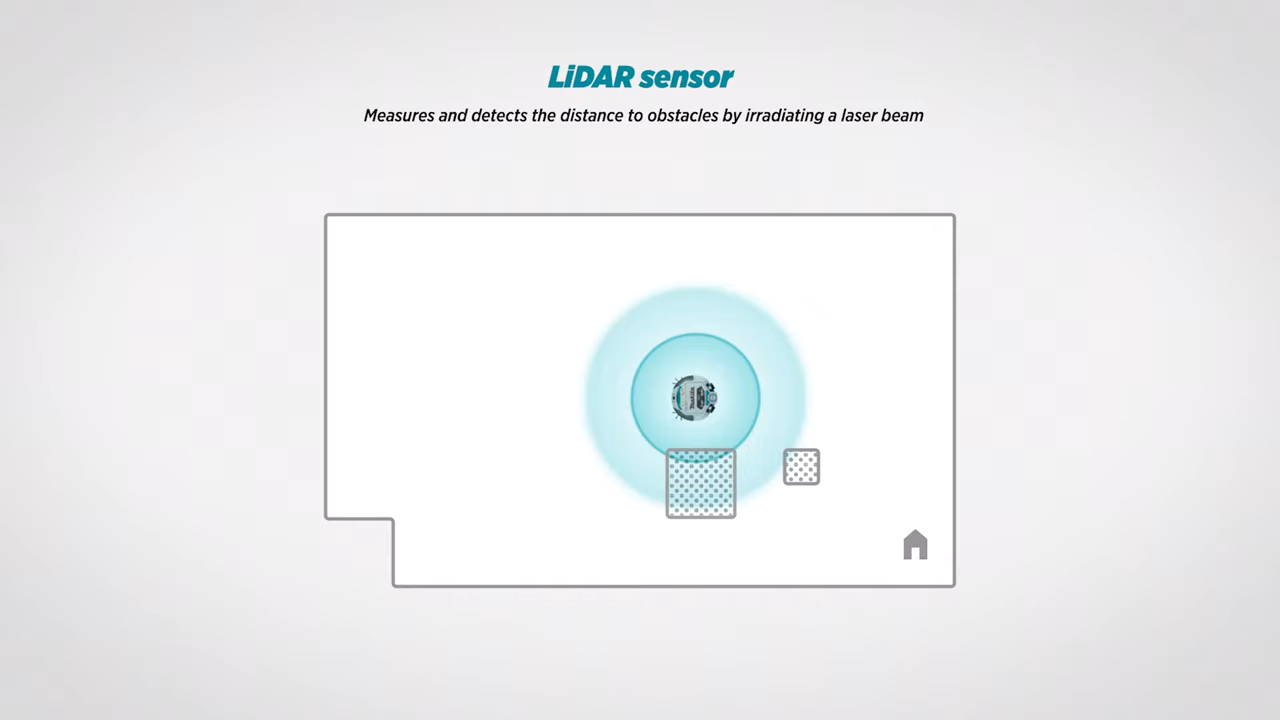 LiDAR sensor
Measures and detects the distance to obstacles by irradiating a laser beam